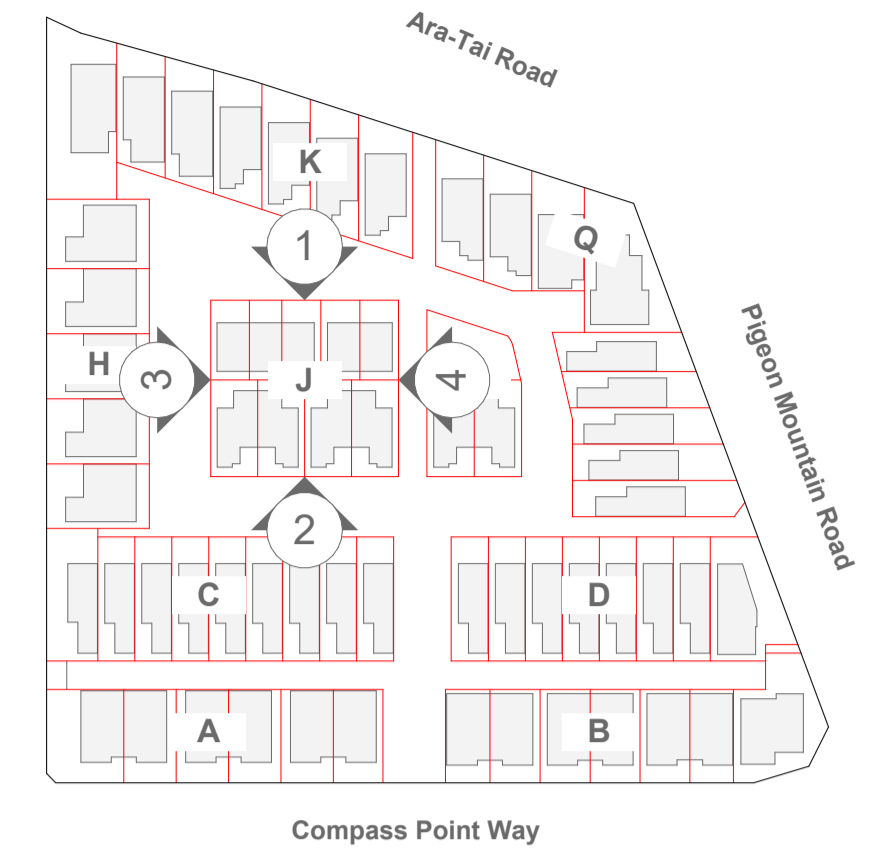 Ara-Tai Road
K
Q
1
Pigeon Mountain Road
H
3
J
4
2
C
D
A
B
Compass Point Way